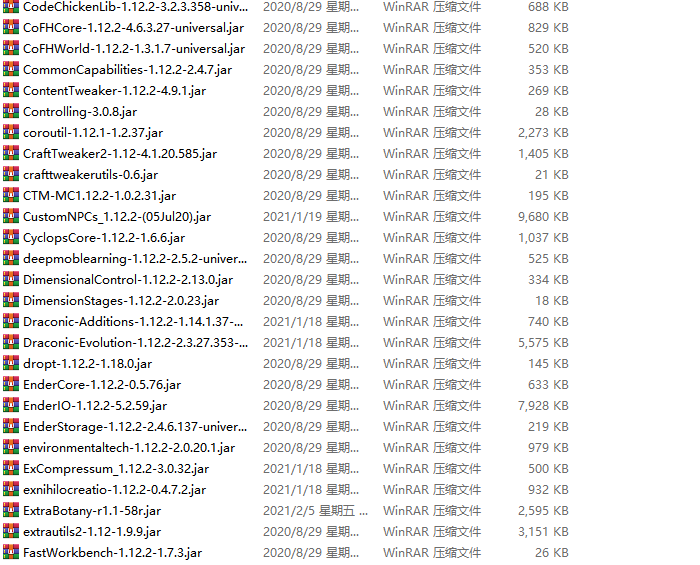 CodeChickenLib-1.12.2-3.2.3.358-univ... 2020/8/29 星期... WinRAR 压缩文件 688 KB
CoFHCore-1.12.2-4.6.3.27-universal.jar 2020/8/29 星期... WinRAR 压缩文件 829 KB
CoFHWorld-1.12.2-1.3.1.7-universal.jar 2020/8/29 星期... WinRAR 压缩文件 520 KB
CommonCapabilities-1.12.2-2.4.7.jar 2020/8/29 星期... WinRAR 压缩文件 353 KB
ContentTweaker-1.12.2-4.9.1.jar 2020/8/29 星期... WinRAR 压缩文件 269 KB
Controlling-3.0.8.jar 2020/8/29 星期... WinRAR 压缩文件 28 KB
coroutil-1.12.1-1.2.37.jar 2020/8/29 星期... WinRAR 压缩文件 2,273 KB
CraftTweaker2-1.12-4.1.20.585.jar 2020/8/29 星期... WinRAR 压缩文件 1,405 KB
crafttweakerutils-0.6.jar 2020/8/29 星期... WinRAR 压缩文件 21 KB
CTM-MC1.12.2-1.0.2.31.jar 2020/8/29 星期... WinRAR 压缩文件 195 KB
CustomNPCs_1.12.2-(05Jul20).jar 2021/1/19 星期... WinRAR 压缩文件 9,680 KB
CyclopsCore-1.12.2-1.6.6.jar 2020/8/29 星期... WinRAR 压缩文件 1,037 KB
deepmoblearning-1.12.2-2.5.2-univer... 2020/8/29 星期... WinRAR 压缩文件 525 KB
DimensionalControl-1.12.2-2.13.0.jar 2020/8/29 星期... WinRAR 压缩文件 334 KB
DimensionStages-1.12.2-2.0.23.jar 2020/8/29 星期... WinRAR 压缩文件 18 KB
Draconic-Additions-1.12.2-1.14.1.37-... 2021/1/18 星期... WinRAR 压缩文件 740 KB
Draconic-Evolution-1.12.2-2.3.27.353-... 2021/1/18 星期... WinRAR 压缩文件 5,575 KB
dropt-1.12.2-1.18.0.jar 2020/8/29 星期... WinRAR 压缩文件 145 KB
EnderCore-1.12.2-0.5.76.jar 2020/8/29 星期... WinRAR 压缩文件 633 KB
EnderIO-1.12.2-5.2.59.jar 2020/8/29 星期... WinRAR 压缩文件 7,928 KB
EnderStorage-1.12.2-2.4.6.137-univer... 2020/8/29 星期... WinRAR 压缩文件 219 KB
environmentaltech-1.12.2-2.0.20.1.jar 2020/8/29 星期... WinRAR 压缩文件 979 KB
ExCompressum_1.12.2-3.0.32.jar 2021/1/18 星期... WinRAR 压缩文件 500 KB
exnihilocreatio-1.12.2-0.4.7.2.jar 2021/1/18 星期... WinRAR 压缩文件 932 KB
ExtraBotany-r1.1-58r.jar 2021/2/5 星期五 ... WinRAR 压缩文件 2,595 KB
extrautils2-1.12-1.9.9.jar 2020/8/29 星期... WinRAR 压缩文件 3,151 KB
FastWorkbench-1.12.2-1.7.3.jar 2020/8/29 星期... WinRAR 压缩文件 26 KB